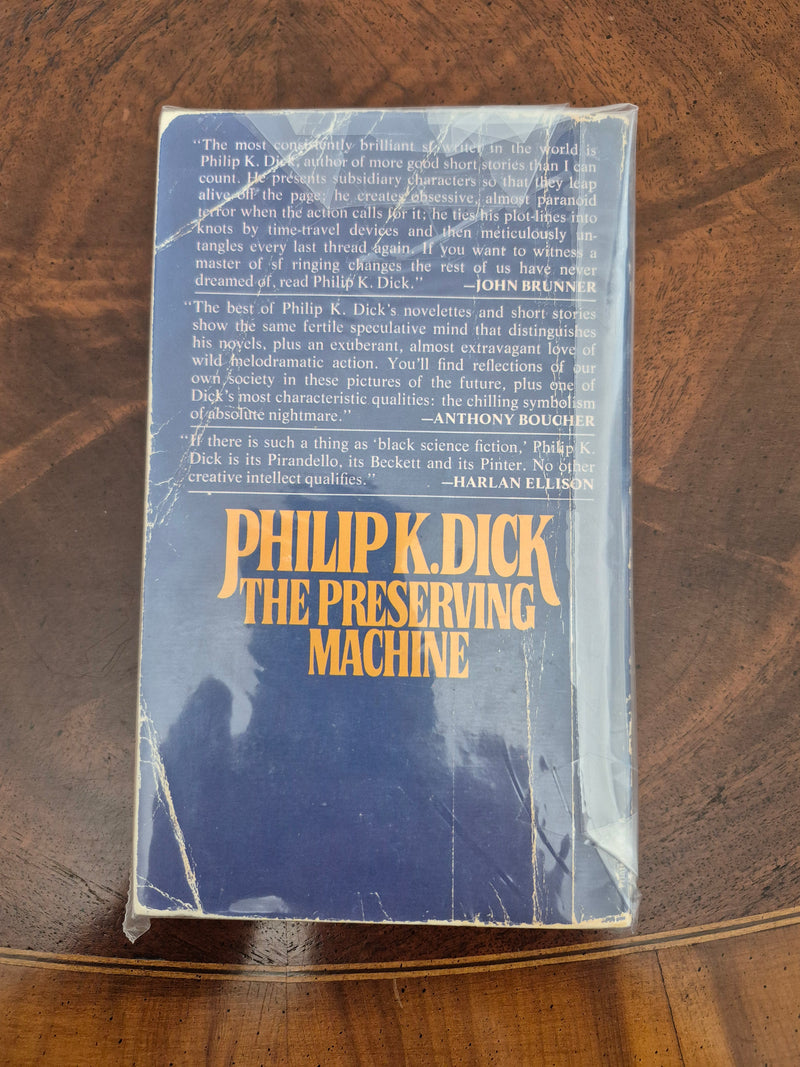 "The most consistently brilliant sf writer in the world is
Philip K. Dick, author of more good short stories than I can
count. He presents subsidiary characters so that they leap
alive off the page; he creates obsessive, almost paranoid
terror when the action calls for it; he ties his plot-lines into
knots by time-travel devices and then meticulously un-
tangles every last thread again. If you want to witness a
master of sf ringing changes the rest of us have never
dreamed of, read Philip K. Dick." —JOHN BRUNNER
"The best of Philip K. Dick's novelettes and short stories
show the same fertile speculative mind that distinguishes
his novels, plus an exuberant, almost extravagant love of
wild melodramatic action. You'll find reflections of our
own society in these pictures of the future, plus one of
Dick's most characteristic qualities: the chilling symbolism
of absolute nightmare." —ANTHONY BOUCHER
"If there is such a thing as 'black science fiction,' Philip K.
Dick is its Pirandello, its Beckett and its Pinter. No other
creative intellect qualifies." —HARLAN ELLISON
PHILIP K. DICK
THE PRESERVING
MACHINE